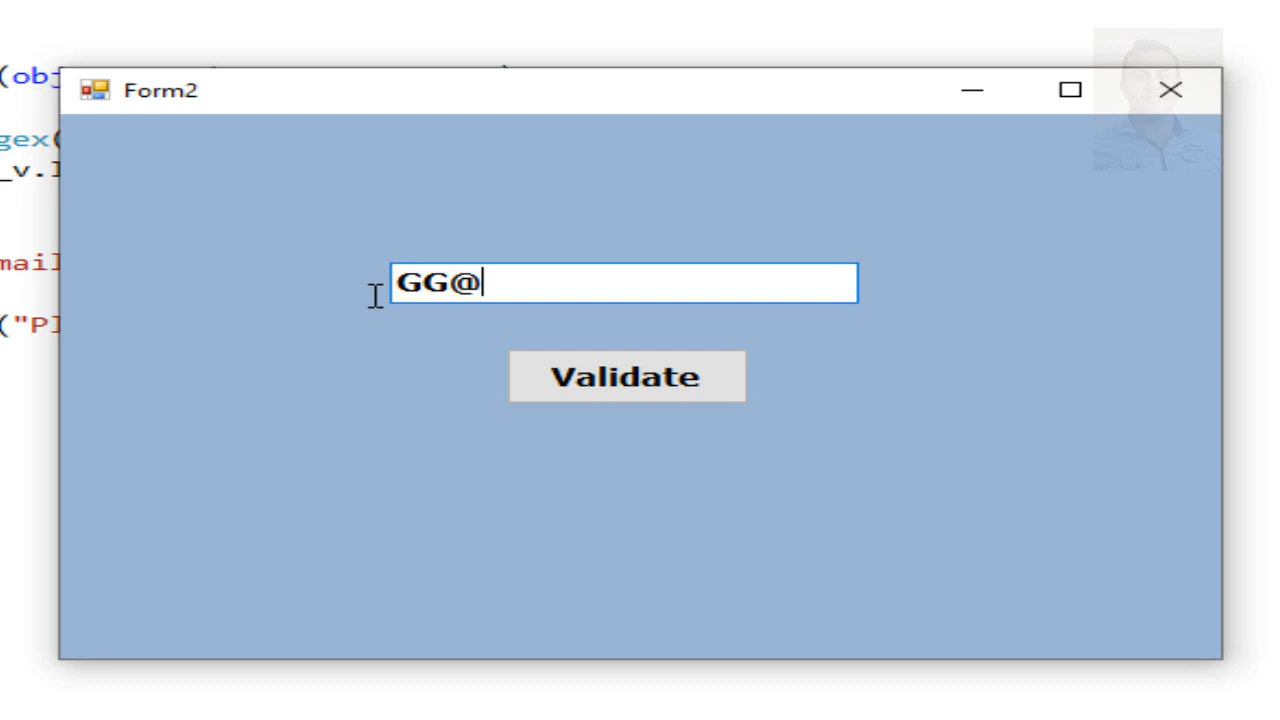 (obj
Form2
gex(
_v.I
GG@
mail
Validate
("Pl